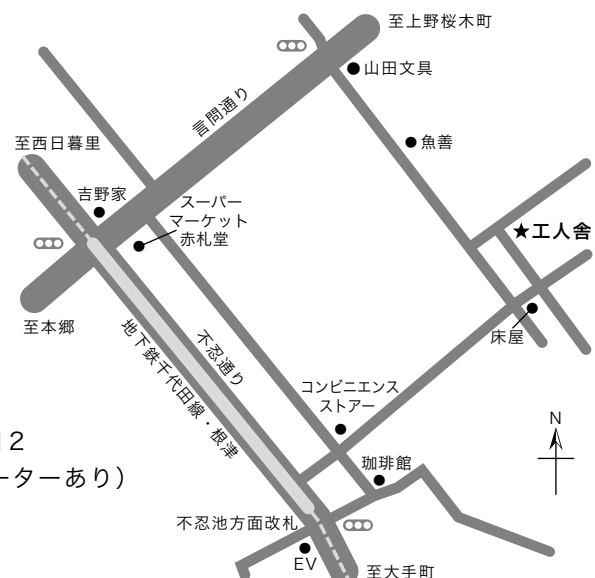 至上野桜木町
山田文具
言問通り
魚善
至西日暮里
吉野家
スーパー
マーケット
赤札堂
★工人舎
至本郷
床屋
不忍通り
地下鉄千代田線・根津
コンビニエンス
ストアー
N
12
ーターあり）
珈琲館
不忍池方面改札
EV
至大手町